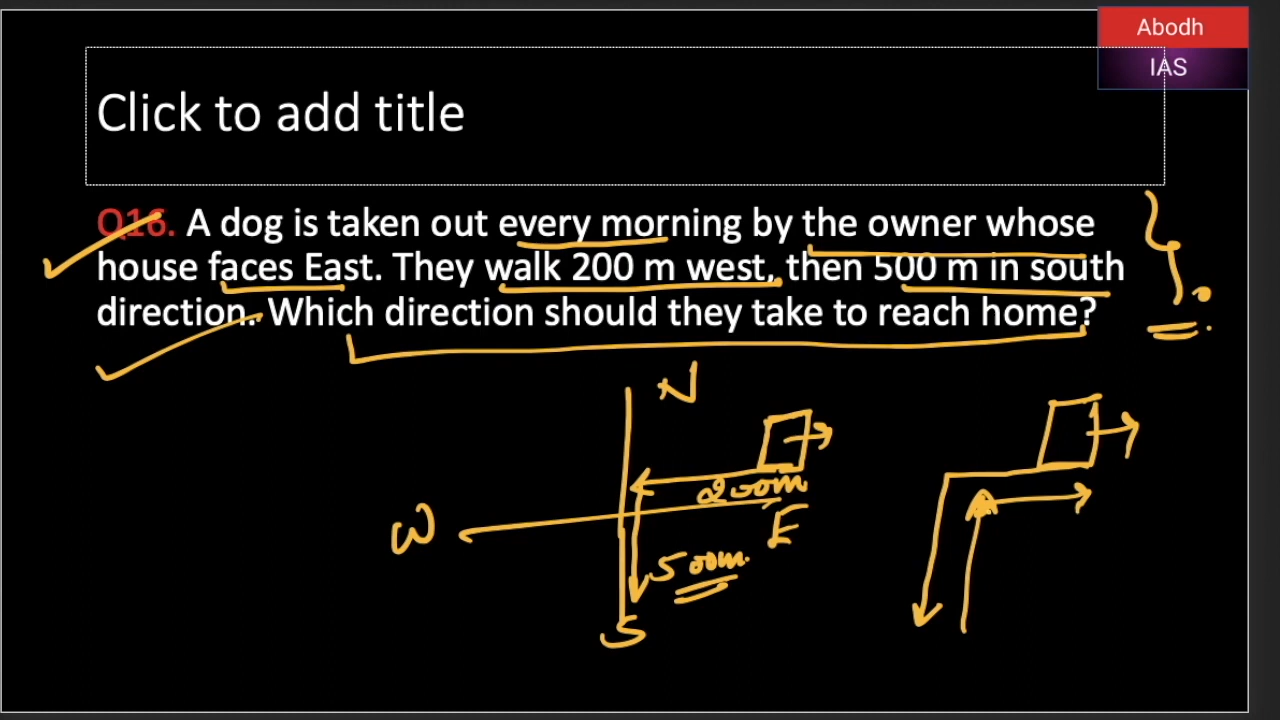 Abodh
IAS
Click to add title
Q16. A dog is taken out every morning by the owner whose
house faces East. They walk 200 m west, then 500 m in south
direction. Which direction should they take to reach home?
N
200m
W
E
500m.
S